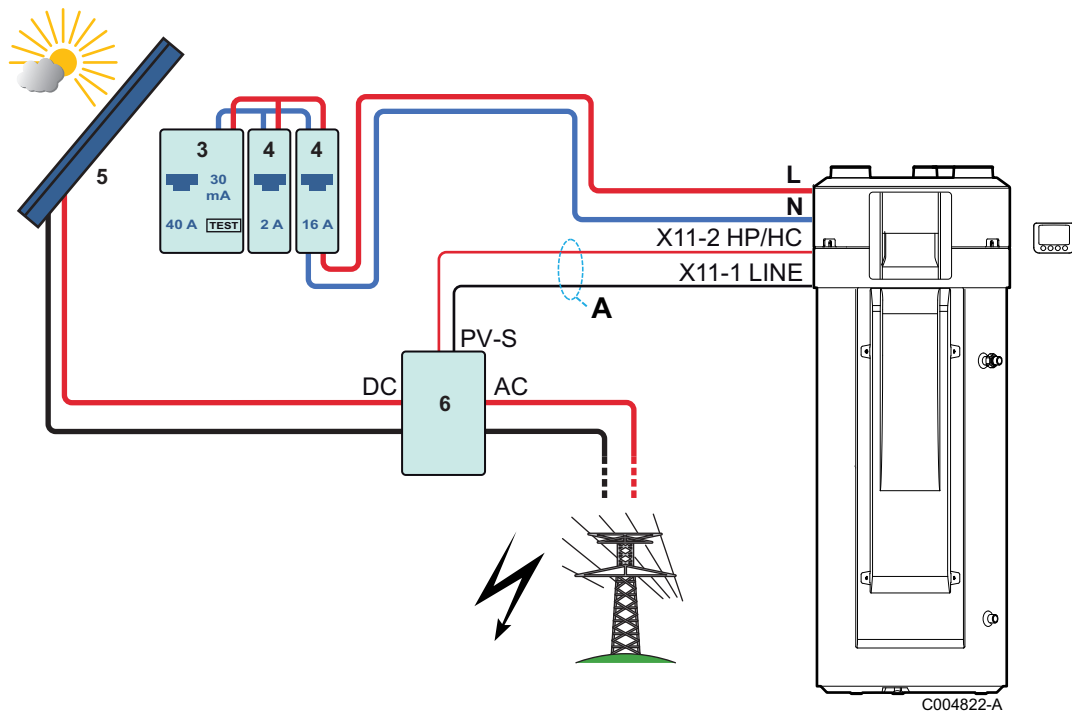 3
30
mA
40 A
TEST
4
2 A
4
16 A
5
L
N
X11-2 HP/HC
X11-1 LINE
A
PV-S
DC
6
AC
C004822-A